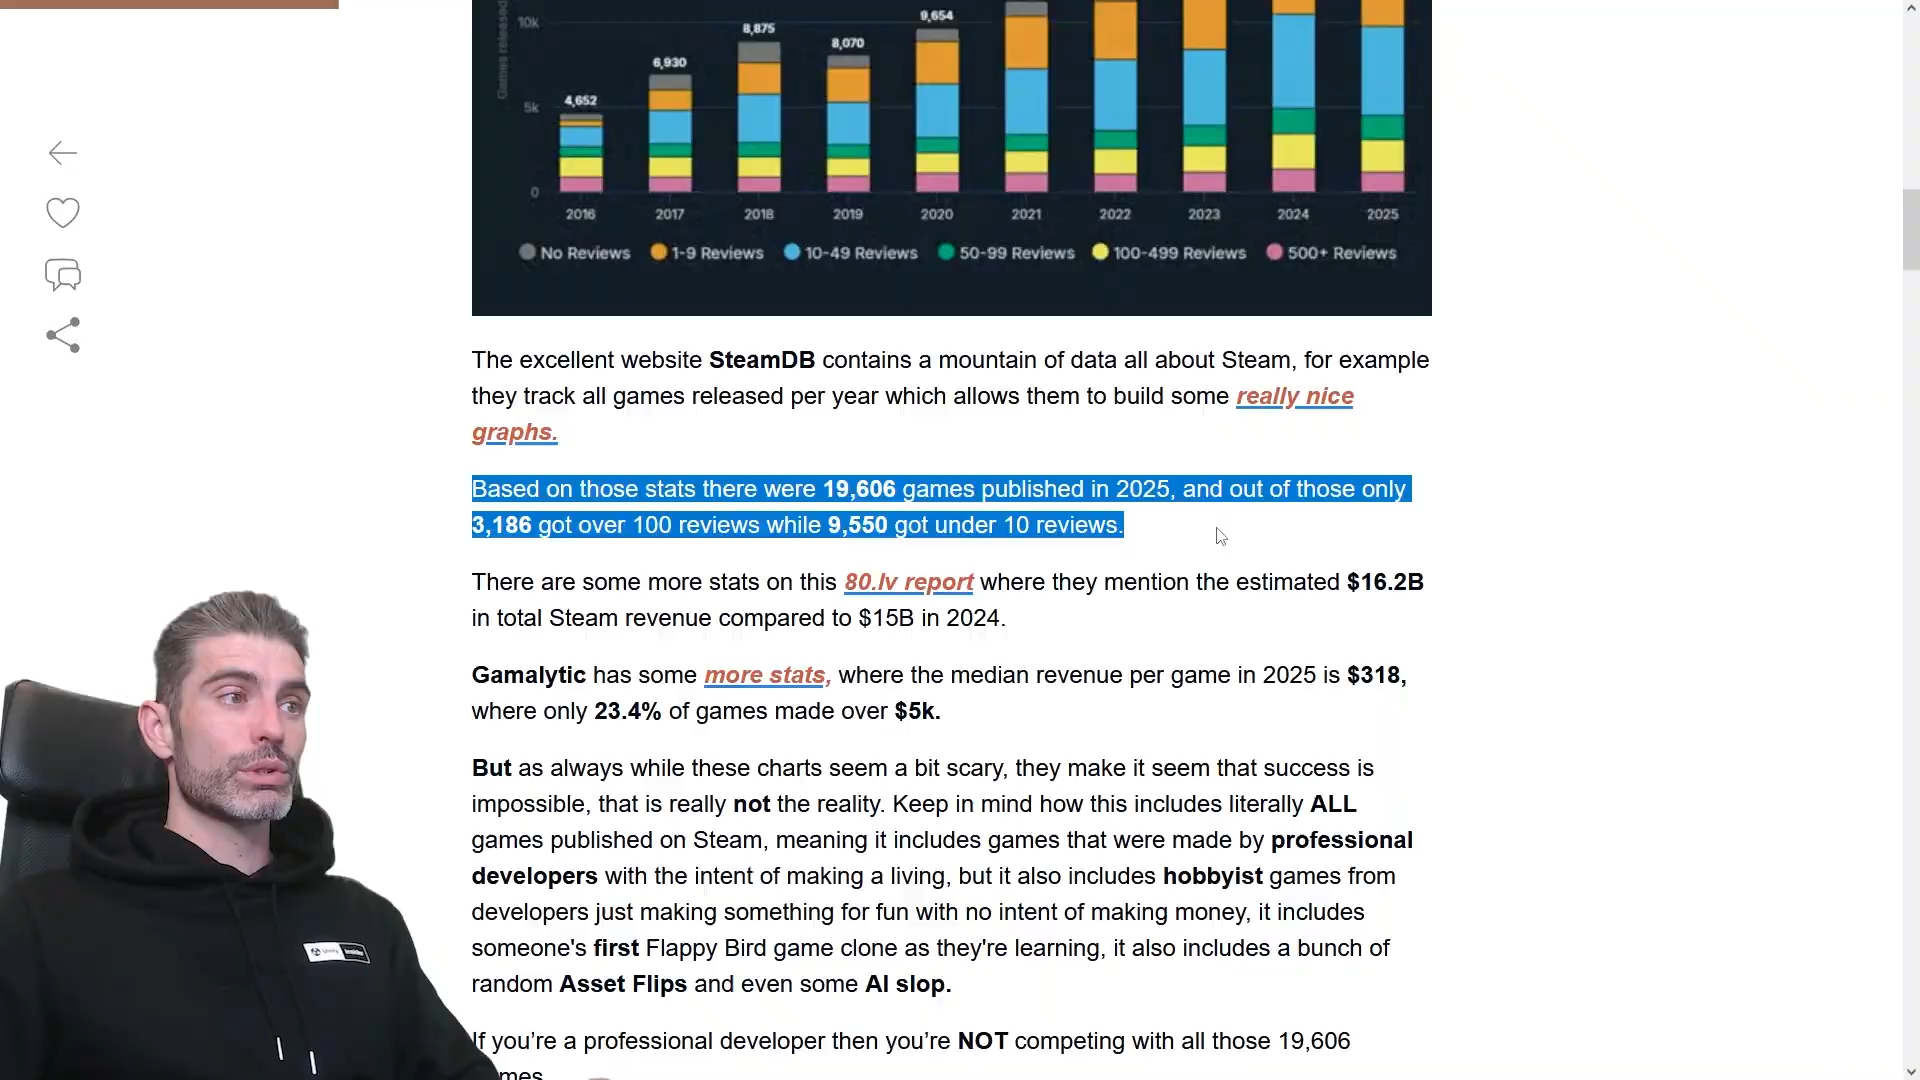 Games released
10k
5k
0
4,652
6,930
8,875
8,070
9,654
2016
2017
2018
2019
2020
2021
2022
2023
2024
2025
No Reviews
1-9 Reviews
10-49 Reviews
50-99 Reviews
100-499 Reviews
500+ Reviews
The excellent website SteamDB contains a mountain of data all about Steam, for example
they track all games released per year which allows them to build some really nice
graphs.
Based on those stats there were 19,606 games published in 2025, and out of those only
3,186 got over 100 reviews while 9,550 got under 10 reviews.
There are some more stats on this 80.lv report where they mention the estimated $16.2B
in total Steam revenue compared to $15B in 2024.
Gamalytic has some more stats, where the median revenue per game in 2025 is $318,
where only 23.4% of games made over $5k.
But as always while these charts seem a bit scary, they make it seem that success is
impossible, that is really not the reality. Keep in mind how this includes literally ALL
games published on Steam, meaning it includes games that were made by professional
developers with the intent of making a living, but it also includes hobbyist games from
developers just making something for fun with no intent of making money, it includes
someone's first Flappy Bird game clone as they're learning, it also includes a bunch of
random Asset Flips and even some AI slop.
If you’re a professional developer then you’re NOT competing with all those 19,606